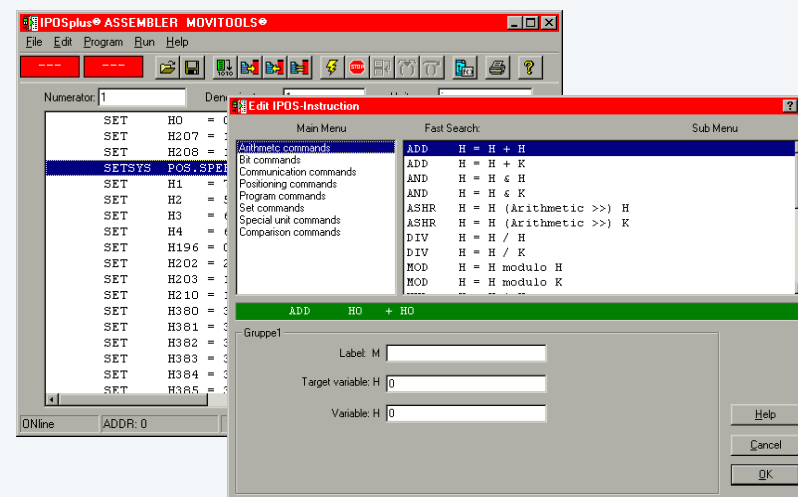 IPOSplus® ASSEMBLER MOVITOOLS®
File Edit Program Run Help
--- ---
1010
STOP
Numerator: 1
SET H0 =
SET H207 =
SET H208 =
SETSYS POS.SPE
SET H1 =
SET H2 =
SET H3 =
SET H4 =
SET H196 =
SET H202 =
SET H203 =
SET H210 =
SET H380 =
SET H381 =
SET H382 =
SET H383 =
SET H384 =
SET H385 =
ONline ADDR: 0
Edit IPOS-Instruction
Main Menu Fast Search: Sub Menu
Arithmetc commands
Bit commands
Communication commands
Positioning commands
Program commands
Set commands
Special unit commands
Comparison commands
ADD H = H + H
ADD H = H + K
AND H = H & H
AND H = H & K
ASHR H = H (Arithmetic >>) H
ASHR H = H (Arithmetic >>) K
DIV H = H / H
DIV H = H / K
MOD H = H modulo H
MOD H = H modulo K
ADD H0 + H0
Gruppe1
Label: M
Target variable: H 0
Variable: H 0
Help
Cancel
OK